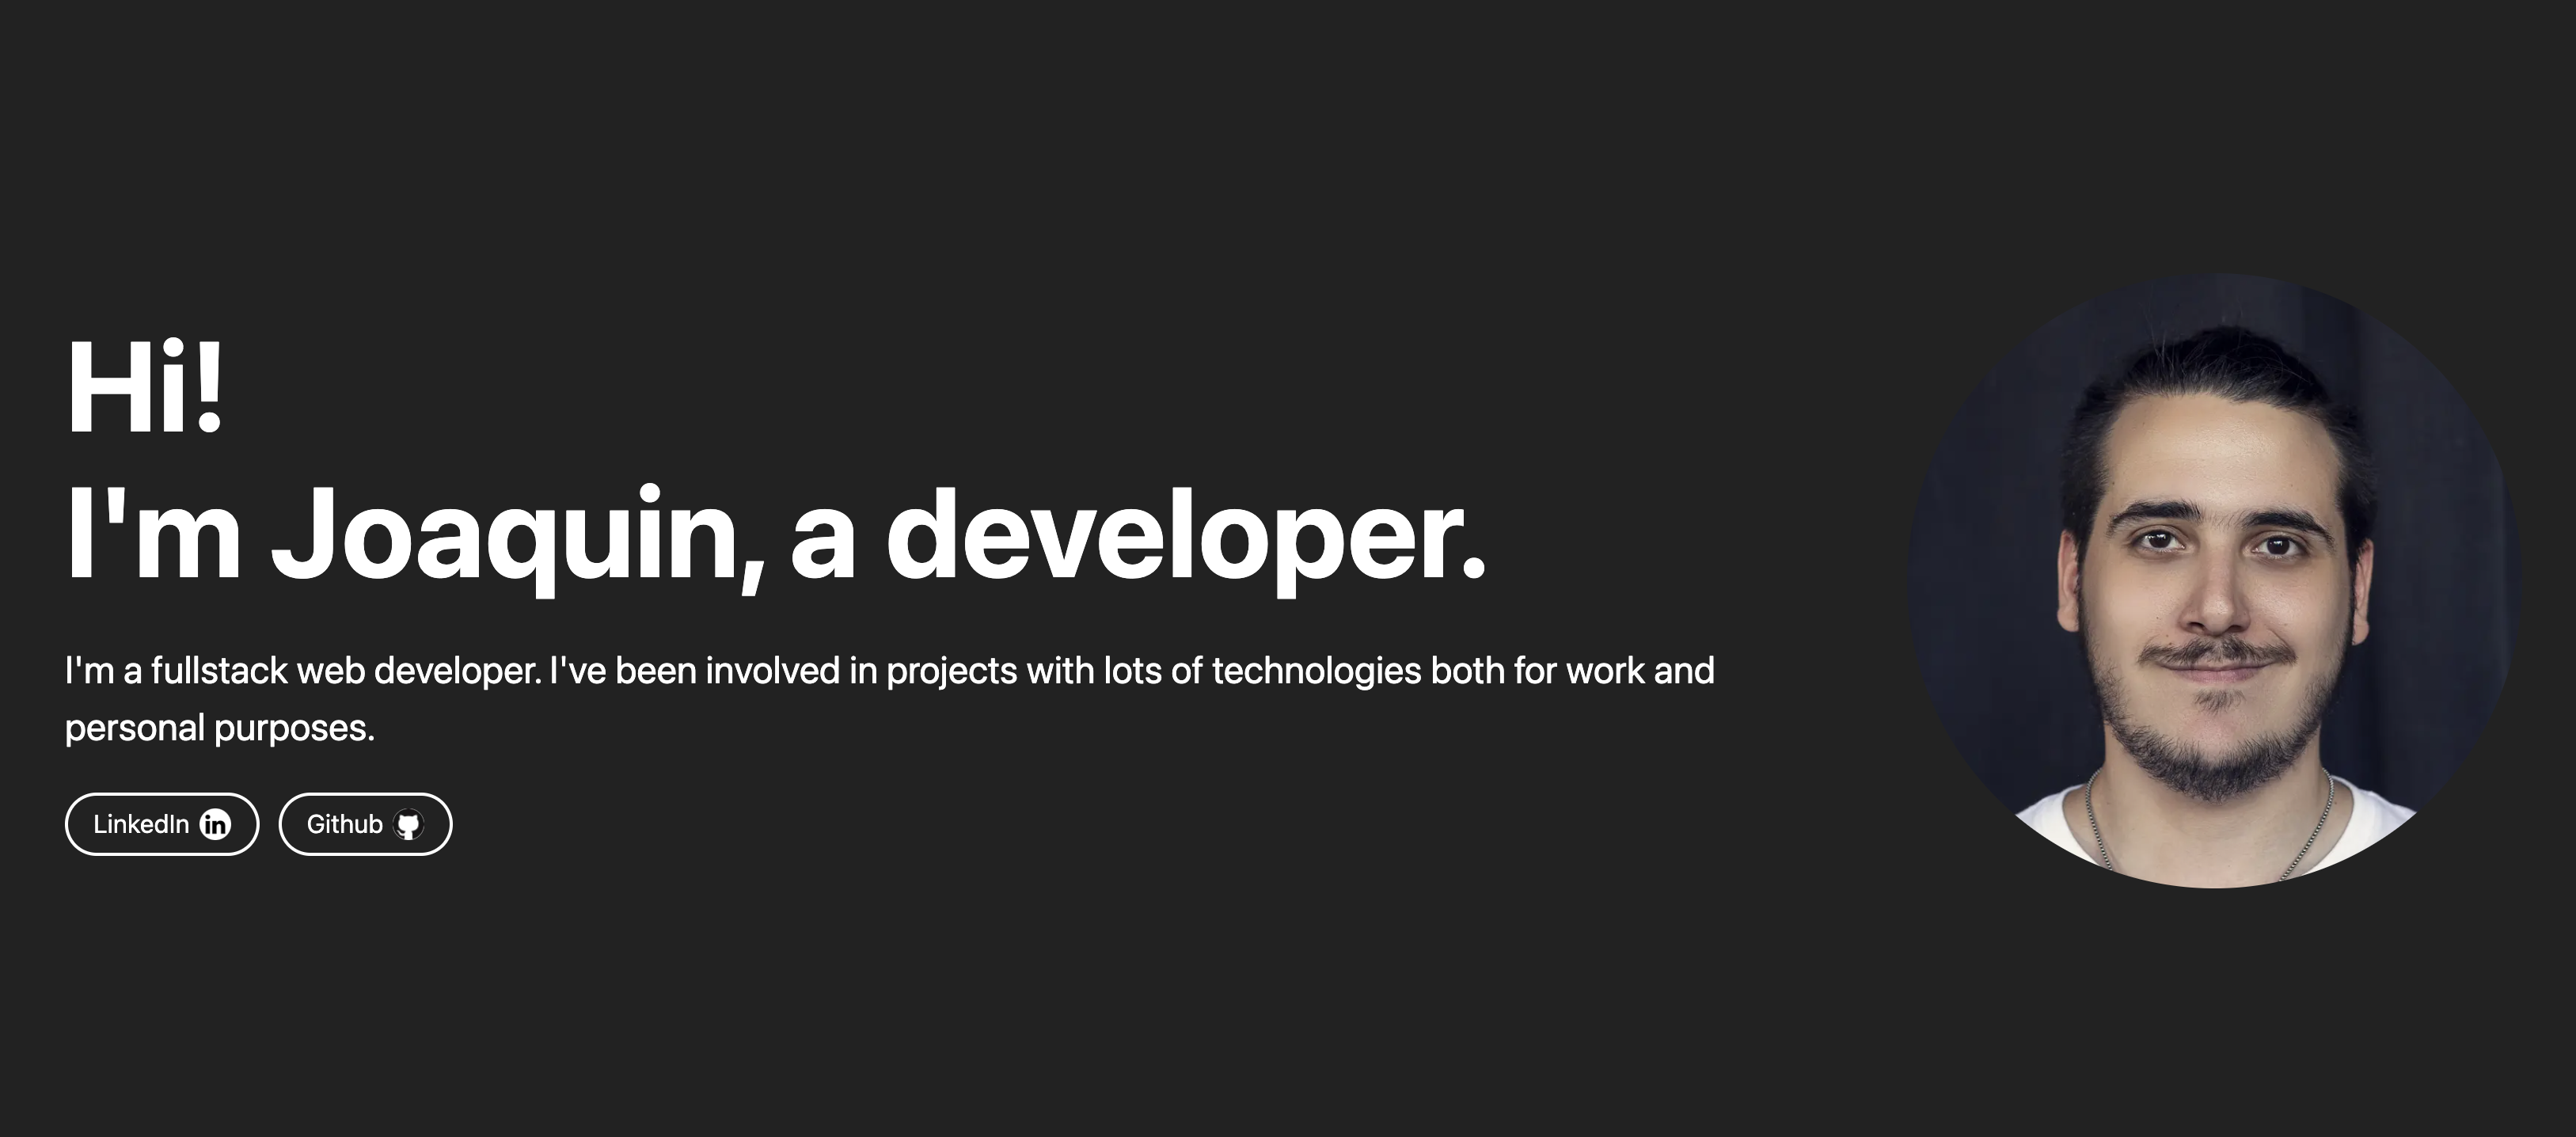 Hi!
I'm Joaquin, a developer.
I'm a fullstack web developer. I've been involved in projects with lots of technologies both for work and
personal purposes.
LinkedIn in
Github